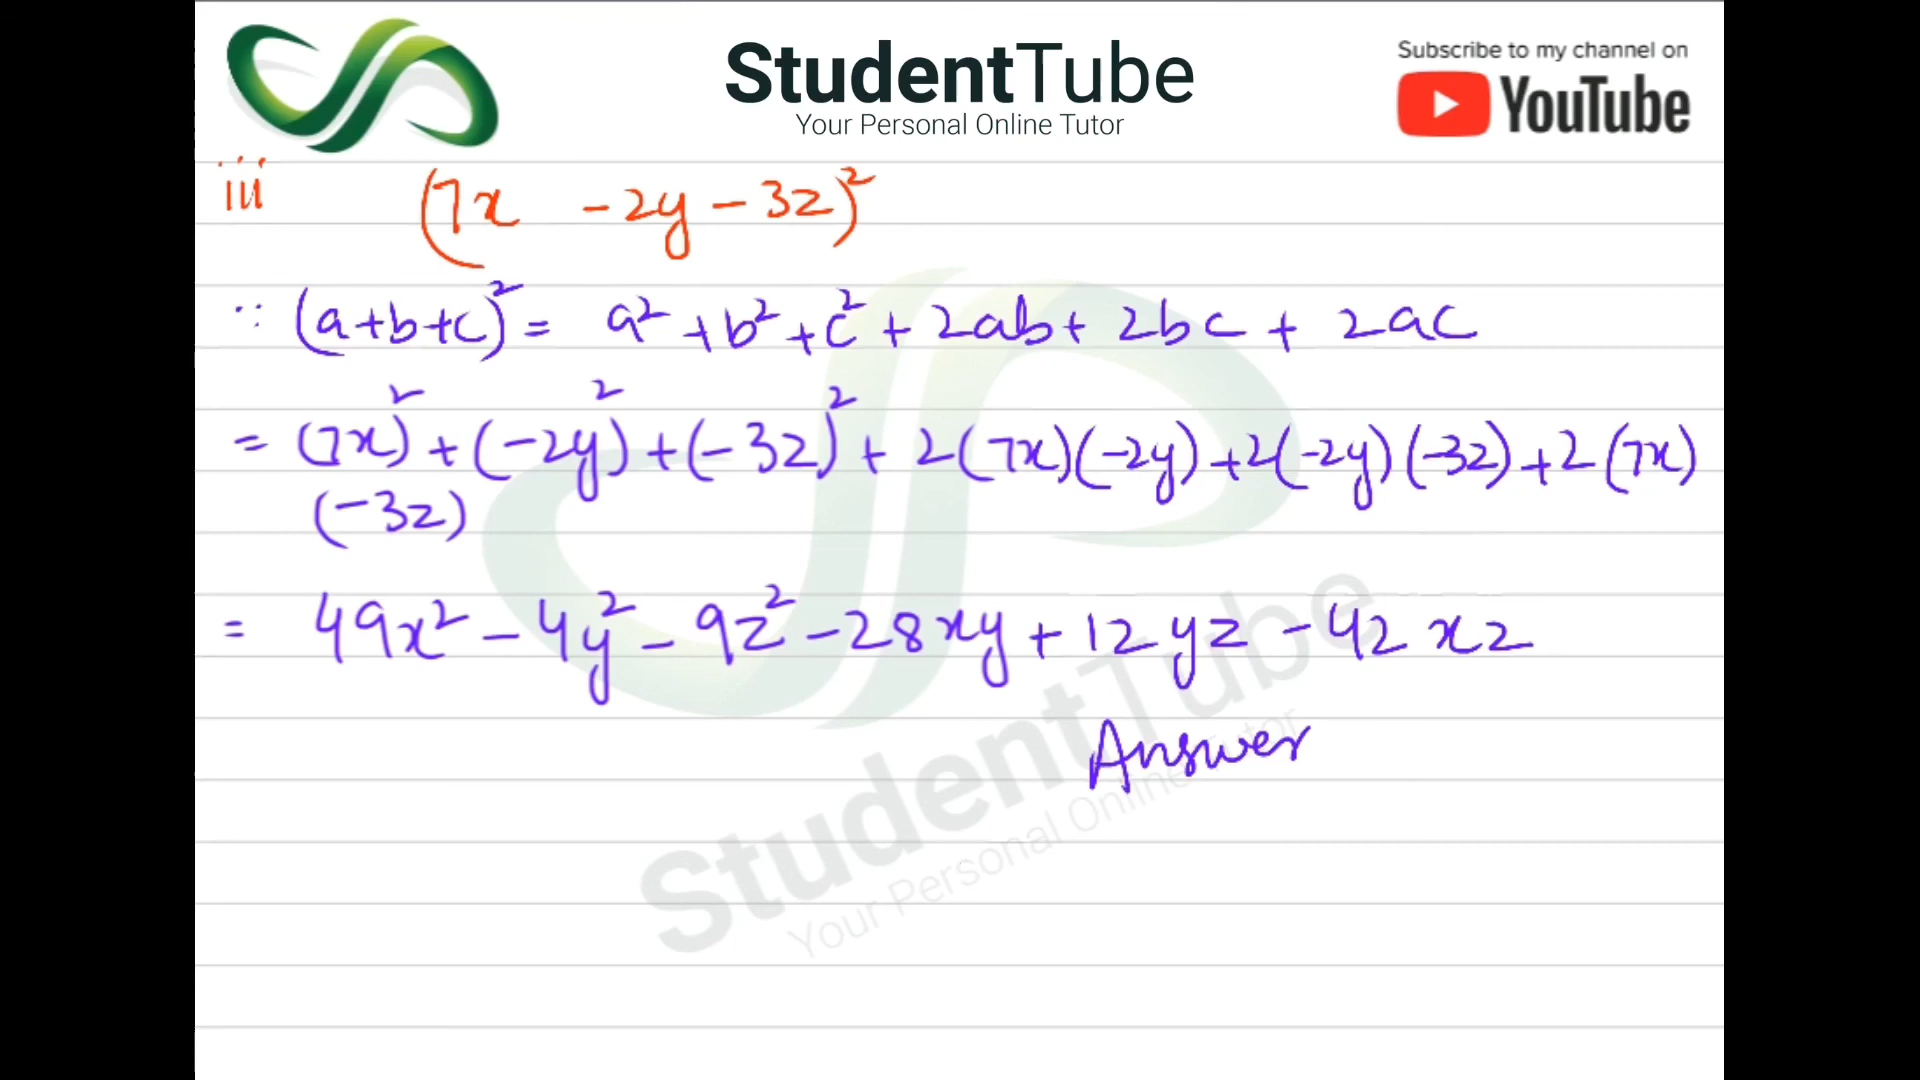 StudentTube
Your Personal Online Tutor
Subscribe to my channel on
YouTube
iii (7x - 2y - 3z)²
∵ (a+b+c)² = a² + b² + c² + 2ab + 2bc + 2ac
= (7x)² + (-2y)² + (-3z)² + 2(7x)(-2y) + 2(-2y)(-3z) + 2(7x)
(-3z)
= 49x² - 4y² - 9z² - 28xy + 12yz - 42xz
Answer
StudentTube
Your Personal Online Tutor